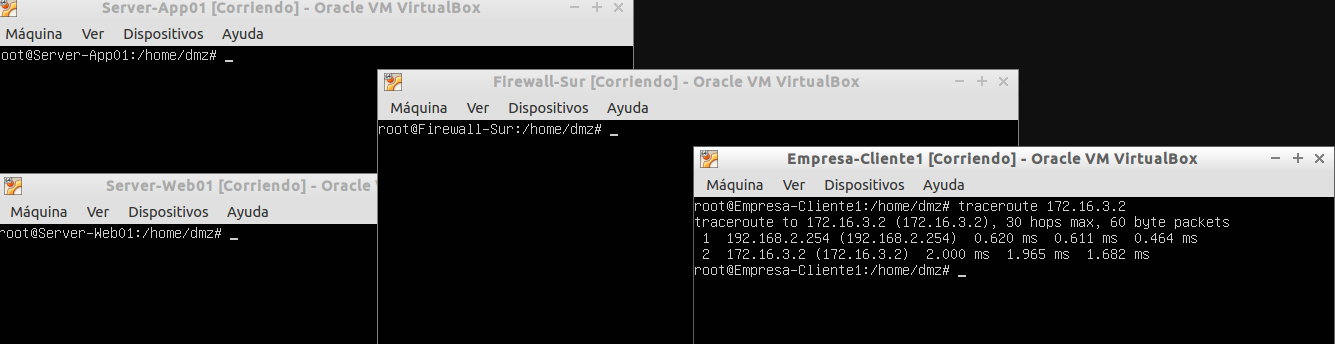 Server-App01 [Corriendo] - Oracle VM VirtualBox
Máquina Ver Dispositivos Ayuda
root@Server-App01:/home/dmz# _
Firewall-Sur [Corriendo] - Oracle VM VirtualBox
Máquina Ver Dispositivos Ayuda
root@Firewall-Sur:/home/dmz# _
Server-Web01 [Corriendo] - Oracle V
Máquina Ver Dispositivos Ayuda
root@Server-Web01:/home/dmz# _
Empresa-Cliente1 [Corriendo] - Oracle VM VirtualBox
Máquina Ver Dispositivos Ayuda
root@Empresa-Cliente1:/home/dmz# traceroute 172.16.3.2
traceroute to 172.16.3.2 (172.16.3.2), 30 hops max, 60 byte packets
1 192.168.2.254 (192.168.2.254) 0.620 ms 0.611 ms 0.464 ms
2 172.16.3.2 (172.16.3.2) 2.000 ms 1.965 ms 1.682 ms
root@Empresa-Cliente1:/home/dmz# _